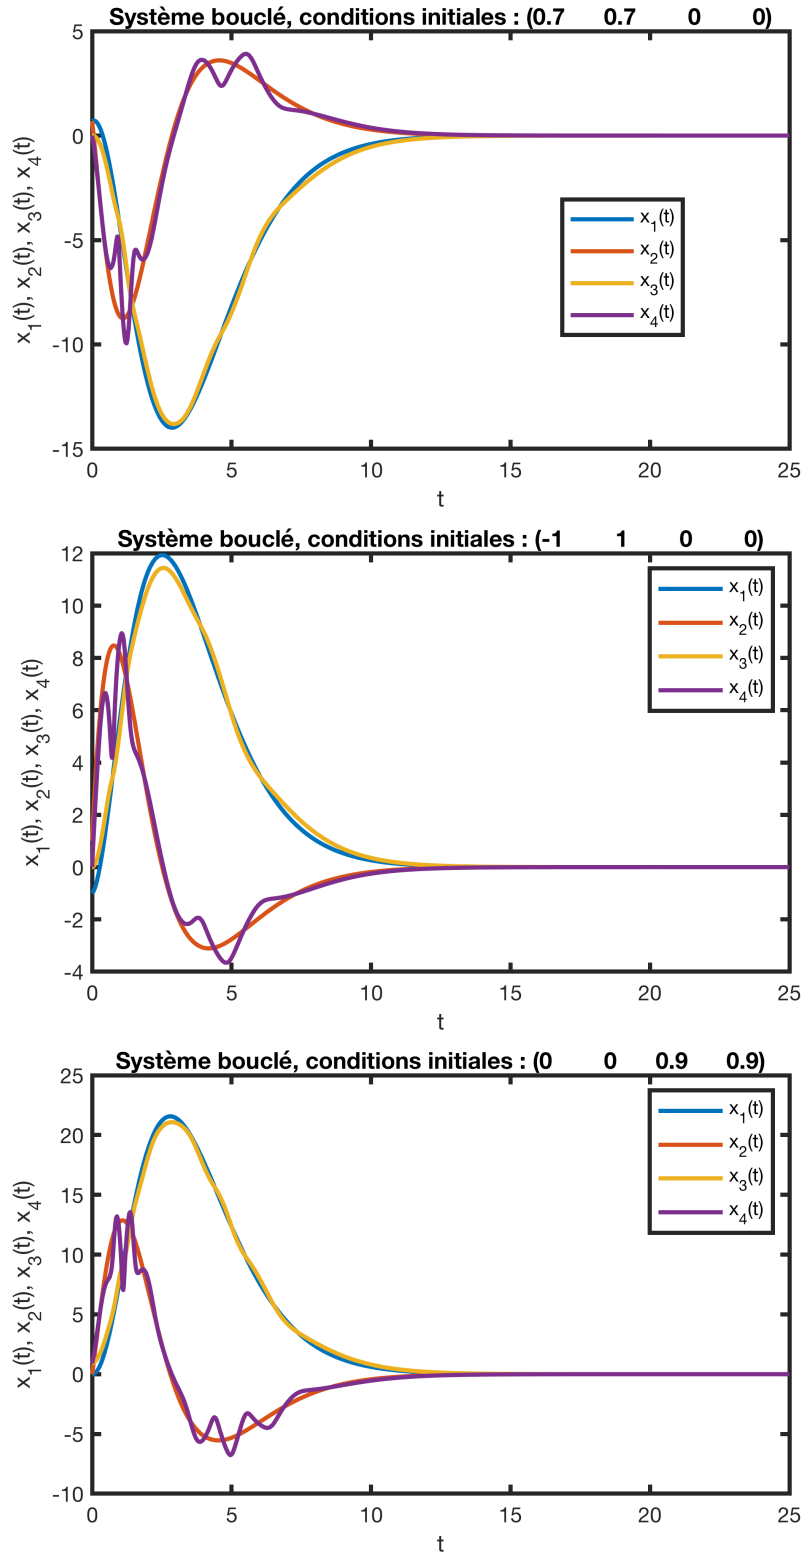 Système bouclé, conditions initiales : (0.7 0.7 0 0)
5
0
-5
-10
-15
x1(t), x2(t), x3(t), x4(t)
x1(t)
x2(t)
x3(t)
x4(t)
0 5 10 15 20 25
t
Système bouclé, conditions initiales : (-1 1 0 0)
12
10
8
6
4
2
0
-2
-4
x1(t), x2(t), x3(t), x4(t)
x1(t)
x2(t)
x3(t)
x4(t)
0 5 10 15 20 25
t
Système bouclé, conditions initiales : (0 0 0.9 0.9)
25
20
15
10
5
0
-5
-10
x1(t), x2(t), x3(t), x4(t)
x1(t)
x2(t)
x3(t)
x4(t)
0 5 10 15 20 25
t